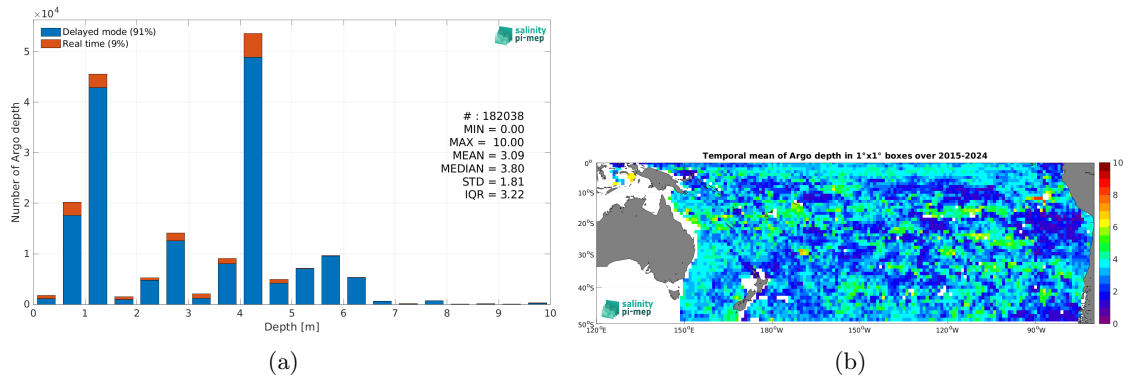 ×10⁴
Delayed mode (91%)
Real time (9%)
salinity
pi-mep
5
4
3
2
1
0
Number of Argo depth
# : 182038
MIN = 0.00
MAX = 10.00
MEAN = 3.09
MEDIAN = 3.80
STD = 1.81
IQR = 3.22
0 1 2 3 4 5 6 7 8 9 10
Depth [m]
(a)
Temporal mean of Argo depth in 1°x1° boxes over 2015-2024
0°
10°S
20°S
30°S
40°S
50°S
120°E 150°E 180°W 150°W 120°W 90°W
10
8
6
4
2
0
salinity
pi-mep
(b)